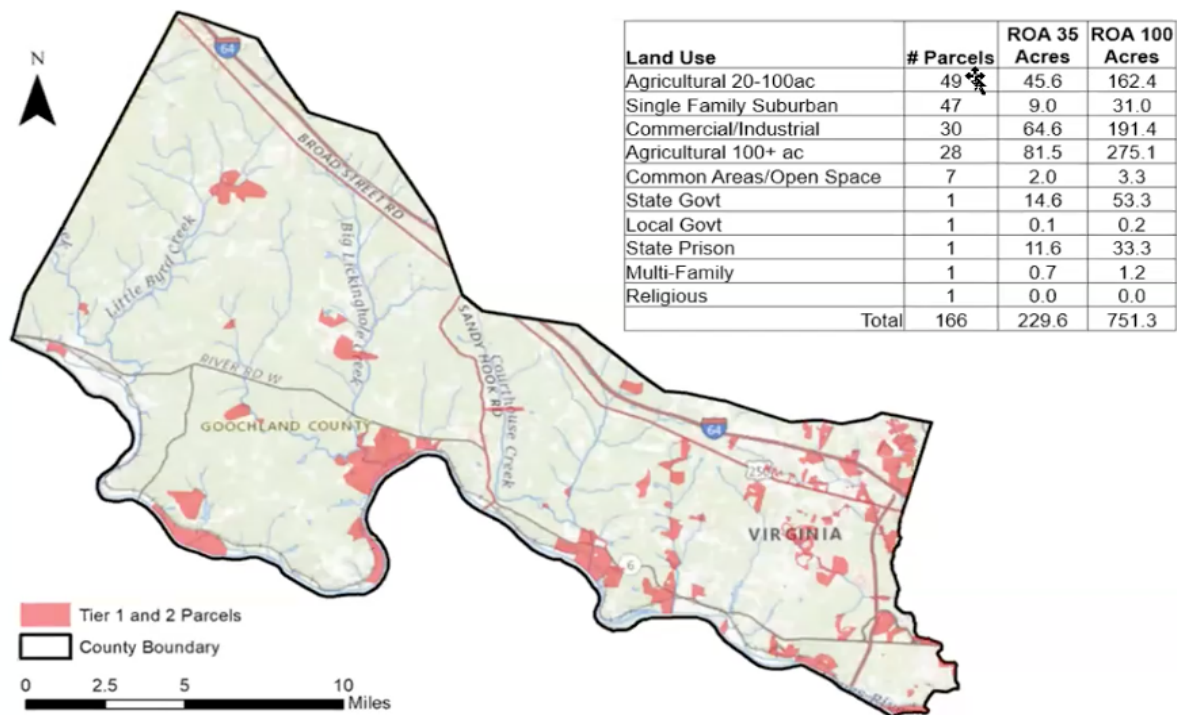 N
64
BROAD STREET RD
Little Byrd Creek
Big Lickinghole Creek
SANDY HOOK RD
Courthouse Creek
RIVER RD W
GOOCHLAND COUNTY
64
250
VIRGINIA
6
Land Use # Parcels ROA 35 Acres ROA 100 Acres
Agricultural 20-100ac 49 45.6 162.4
Single Family Suburban 47 9.0 31.0
Commercial/Industrial 30 64.6 191.4
Agricultural 100+ ac 28 81.5 275.1
Common Areas/Open Space 7 2.0 3.3
State Govt 1 14.6 53.3
Local Govt 1 0.1 0.2
State Prison 1 11.6 33.3
Multi-Family 1 0.7 1.2
Religious 1 0.0 0.0
Total 166 229.6 751.3
Tier 1 and 2 Parcels
County Boundary
0 2.5 5 10
Miles